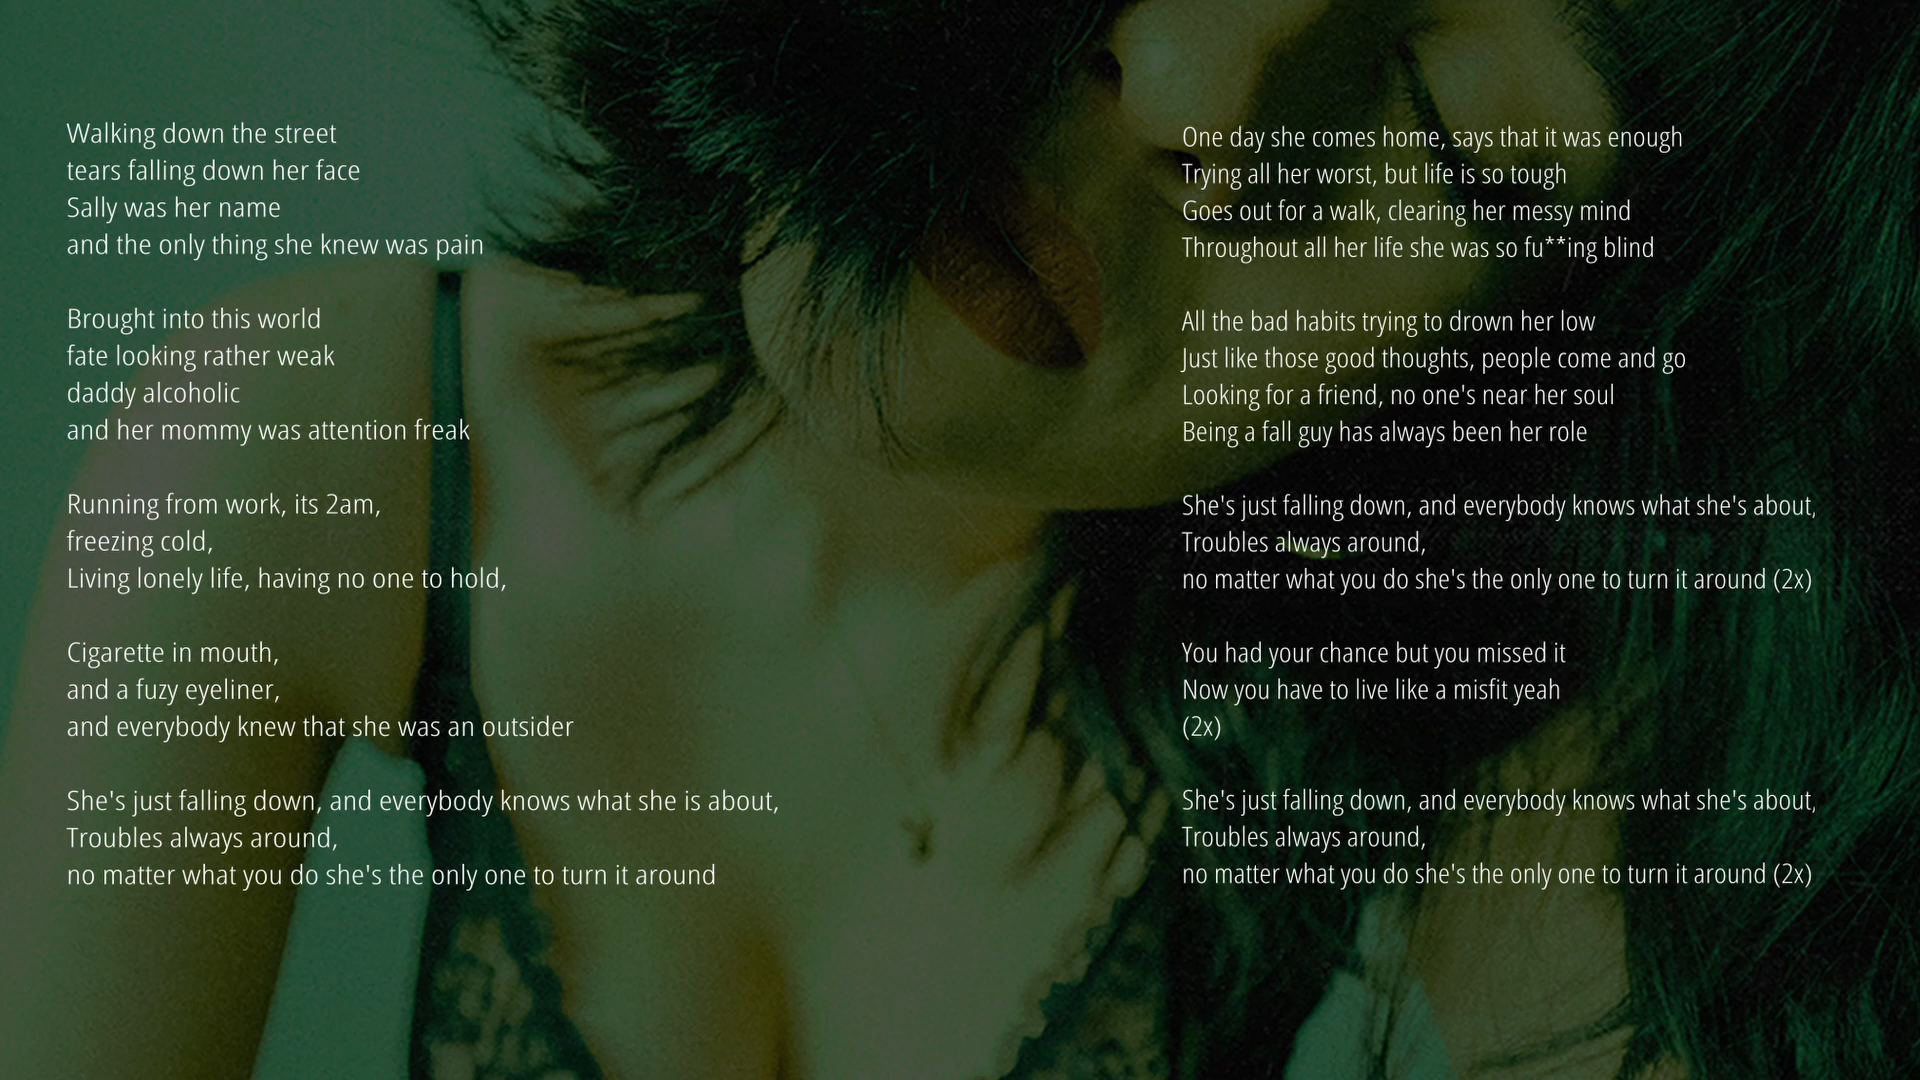 Walking down the street
tears falling down her face
Sally was her name
and the only thing she knew was pain
Brought into this world
fate looking rather weak
daddy alcoholic
and her mommy was attention freak
Running from work, its 2am,
freezing cold,
Living lonely life, having no one to hold,
Cigarette in mouth,
and a fuzy eyeliner,
and everybody knew that she was an outsider
She's just falling down, and everybody knows what she is about,
Troubles always around,
no matter what you do she's the only one to turn it around
One day she comes home, says that it was enough
Trying all her worst, but life is so tough
Goes out for a walk, clearing her messy mind
Throughout all her life she was so fu**ing blind
All the bad habits trying to drown her low
Just like those good thoughts, people come and go
Looking for a friend, no one's near her soul
Being a fall guy has always been her role
She's just falling down, and everybody knows what she's about,
Troubles always around,
no matter what you do she's the only one to turn it around (2x)
You had your chance but you missed it
Now you have to live like a misfit yeah
(2x)
She's just falling down, and everybody knows what she's about,
Troubles always around,
no matter what you do she's the only one to turn it around (2x)